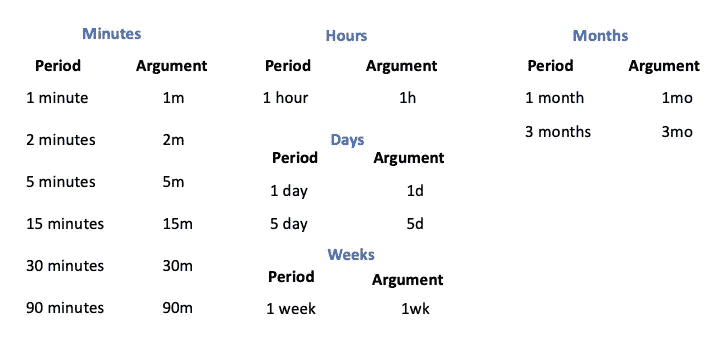 Minutes
Period Argument
1 minute 1m
2 minutes 2m
5 minutes 5m
15 minutes 15m
30 minutes 30m
90 minutes 90m
Hours
Period Argument
1 hour 1h
Days
Period Argument
1 day 1d
5 day 5d
Weeks
Period Argument
1 week 1wk
Months
Period Argument
1 month 1mo
3 months 3mo